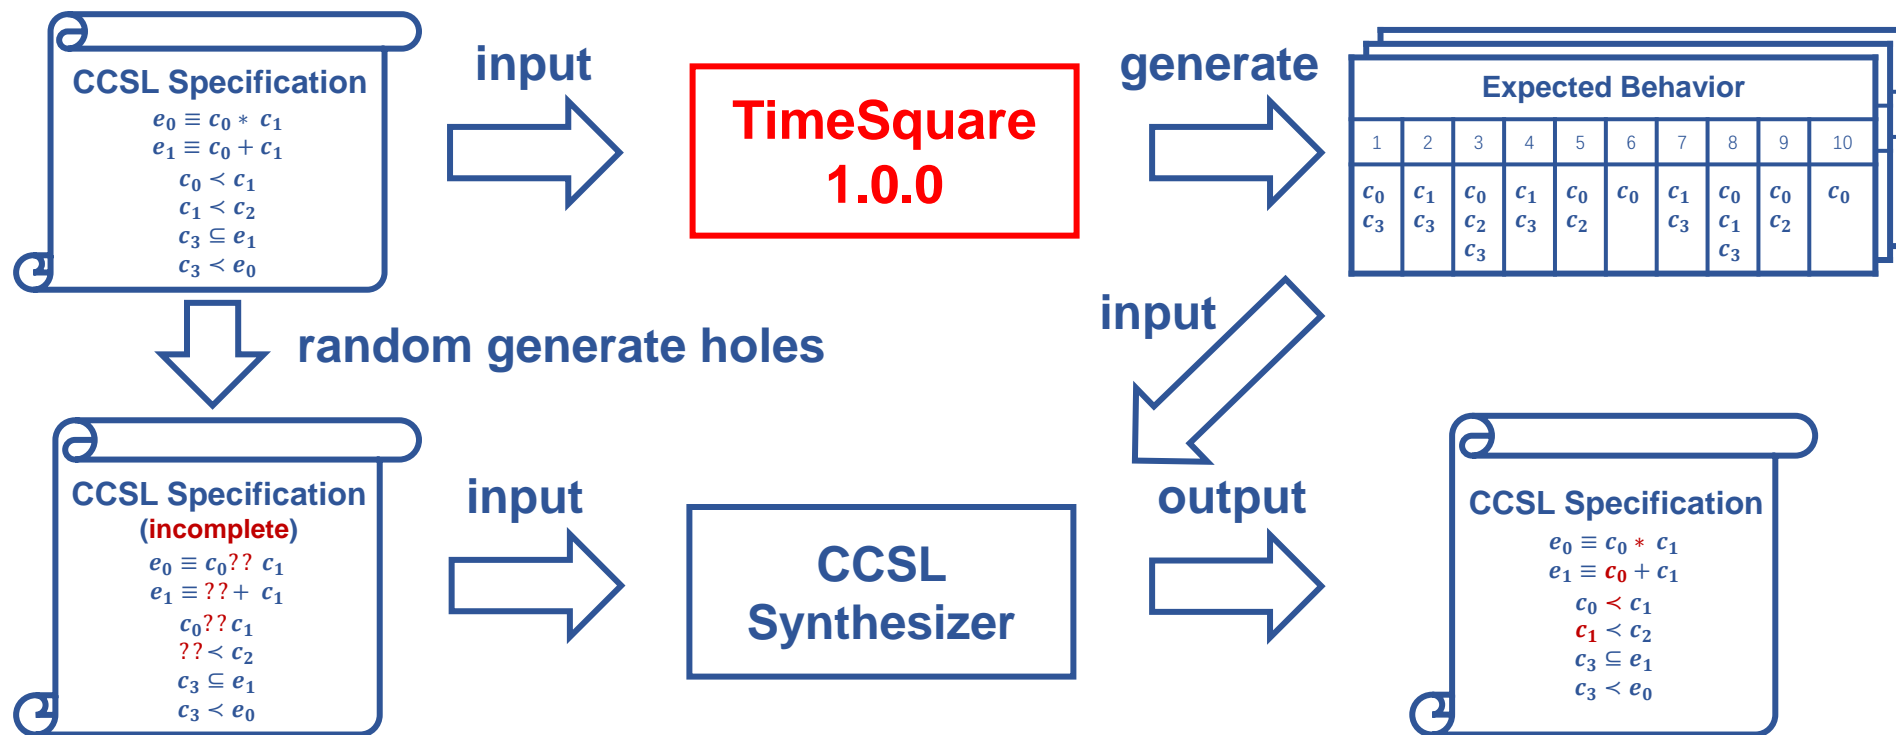 CCSL Specification
e₀ ≡ c₀ * c₁
e₁ ≡ c₀ + c₁
c₀ ≺ c₁
c₁ ≺ c₂
c₃ ⊆ e₁
c₃ ≺ e₀
input
TimeSquare
1.0.0
generate
Expected Behavior
1 2 3 4 5 6 7 8 9 10
c₀ c₁ c₀ c₁ c₀ c₀ c₁ c₀ c₀ c₀
c₃ c₃ c₂ c₃ c₂ c₃ c₁ c₂
c₃ c₃
random generate holes
input
CCSL Specification
(incomplete)
e₀ ≡ c₀?? c₁
e₁ ≡ ??+ c₁
c₀??c₁
??≺ c₂
c₃ ⊆ e₁
c₃ ≺ e₀
input
CCSL
Synthesizer
output
CCSL Specification
e₀ ≡ c₀ * c₁
e₁ ≡ c₀ + c₁
c₀ ≺ c₁
c₁ ≺ c₂
c₃ ⊆ e₁
c₃ ≺ e₀